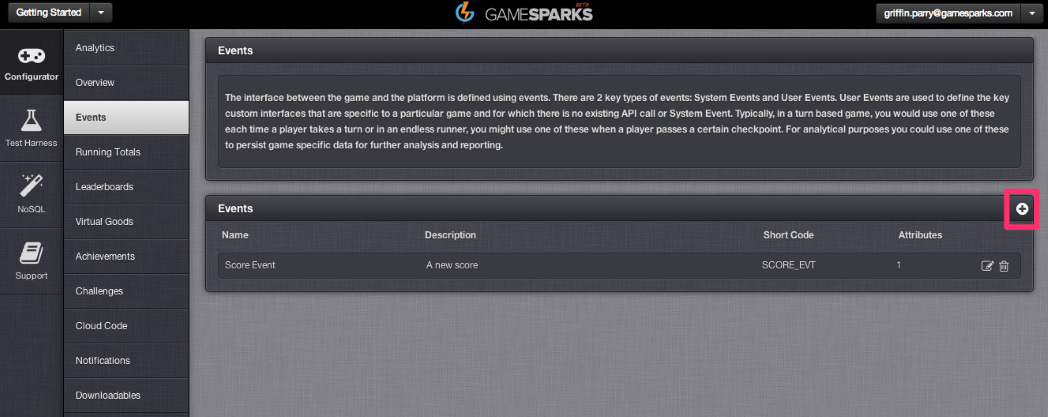 Getting Started
GAMESPARKS
BETA
griffin.parry@gamesparks.com
Configurator
Test Harness
NoSQL
Support
Analytics
Overview
Events
Running Totals
Leaderboards
Virtual Goods
Achievements
Challenges
Cloud Code
Notifications
Downloadables
Events
The interface between the game and the platform is defined using events. There are 2 key types of events: System Events and User Events. User Events are used to define the key
custom interfaces that are specific to a particular game and for which there is no existing API call or System Event. Typically, in a turn based game, you would use one of these
each time a player takes a turn or in an endless runner, you might use one of these when a player passes a certain checkpoint. For analytical purposes you could use one of these
to persist game specific data for further analysis and reporting.
Events
Name Description Short Code Attributes
Score Event A new score SCORE_EVT 1